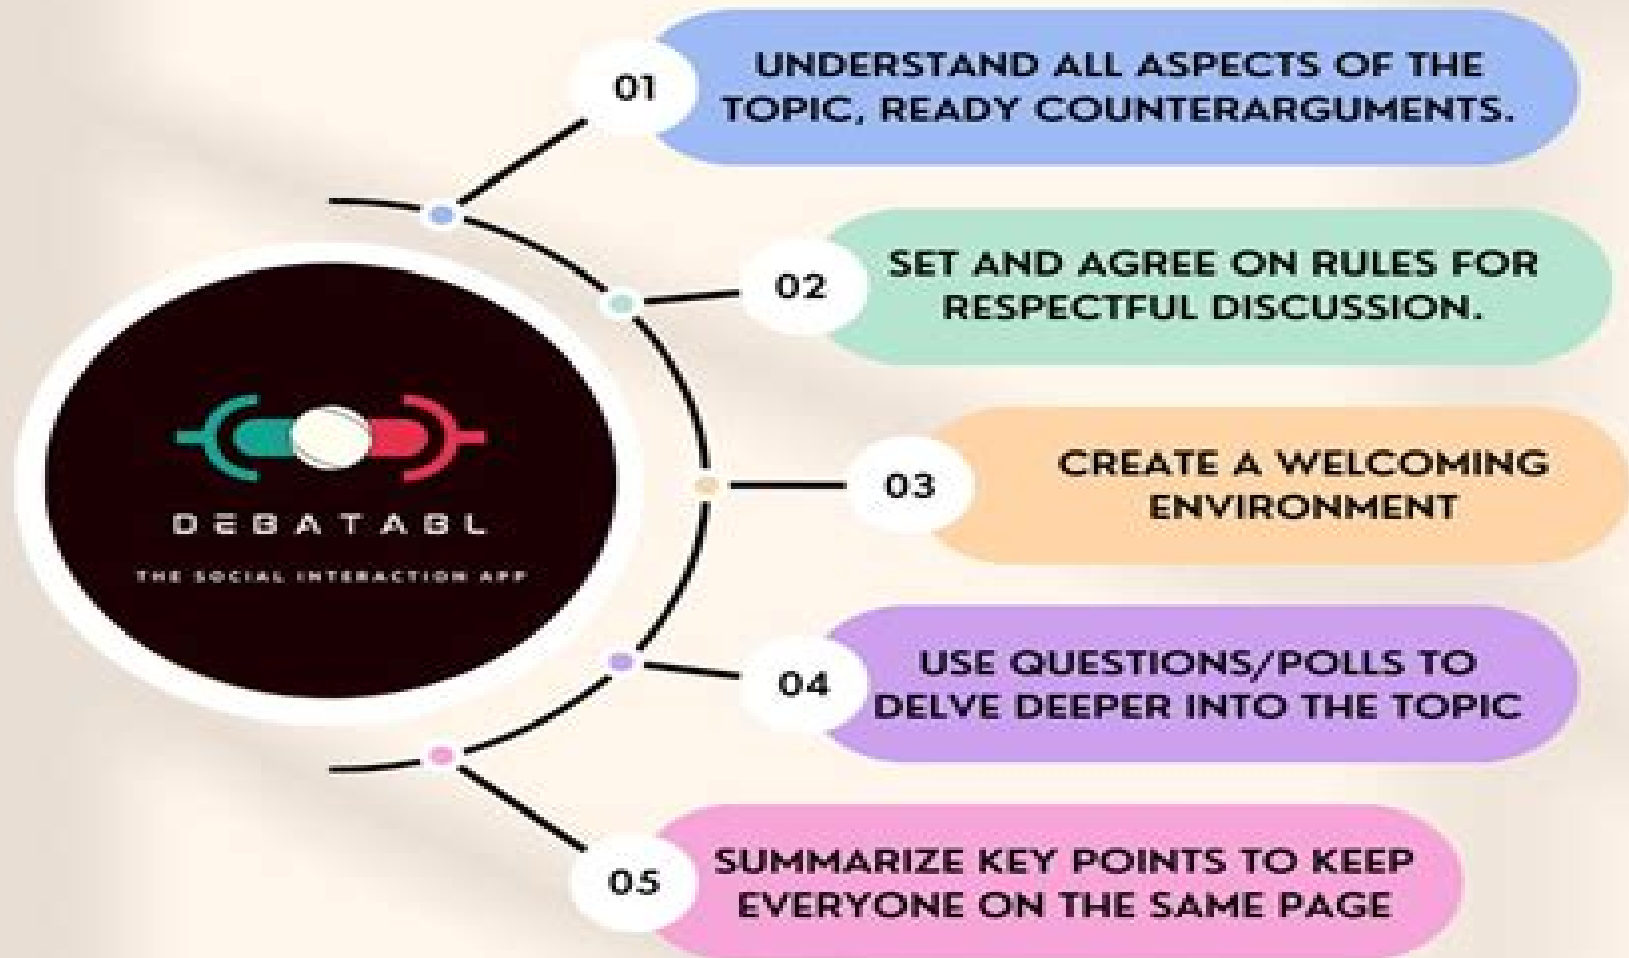 01
UNDERSTAND ALL ASPECTS OF THE
TOPIC, READY COUNTERARGUMENTS.
02
SET AND AGREE ON RULES FOR
RESPECTFUL DISCUSSION.
03
CREATE A WELCOMING
ENVIRONMENT
04
USE QUESTIONS/POLLS TO
DELVE DEEPER INTO THE TOPIC
05
SUMMARIZE KEY POINTS TO KEEP
EVERYONE ON THE SAME PAGE
DEBATABL
THE SOCIAL INTERACTION APP